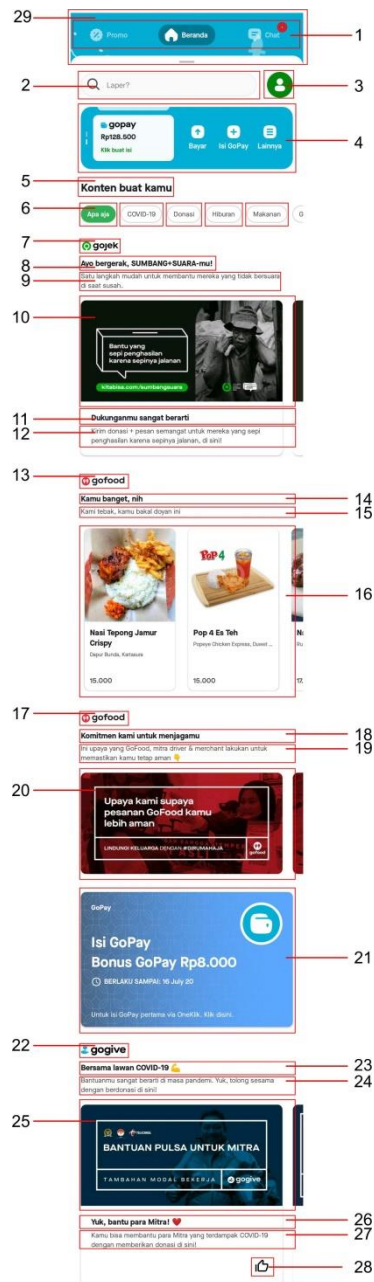 29
Promo
Beranda
Chat
1
2
Laper?
3
gopay
Rp128.500
Klik buat isi
Bayar
Isi GoPay
Lainnya
4
5
Konten buat kamu
6
Apa aja
COVID-19
Donasi
Hiburan
Makanan
G
7
gojek
8
Ayo bergerak, SUMBANG+SUARA-mu!
9
Satu langkah mudah untuk membantu mereka yang tidak bersuara
di saat susah.
10
Bantu yang
sepi penghasilan
karena sepinya jalanan
kitabisa.com/sumbangsuara
11
Dukunganmu sangat berarti
12
Kirim donasi + pesan semangat untuk mereka yang sepi
penghasilan karena sepinya jalanan, di sini!
13
gofood
Kamu banget, nih
14
Kami tebak, kamu bakal doyan ini
15
POP 4
16
Nasi Tepong Jamur
Crispy
Dapur Bunda, Kartasura
15.000
Pop 4 Es Teh
Popeye Chicken Express, Duwet ...
15.000
17
gofood
Komitmen kami untuk menjagamu
18
Ini upaya yang GoFood, mitra driver & merchant lakukan untuk
memastikan kamu tetap aman 👇
19
20
Upaya kami supaya
pesanan GoFood kamu
lebih aman
LINDUNGI KELUARGA DENGAN #DIRUMAHAJA
gofood
GoPay
Isi GoPay
Bonus GoPay Rp8.000
BERLAKU SAMPAI: 16 July 20
Untuk isi GoPay pertama via OneKlik. Klik disini.
21
22
gogive
Bersama lawan COVID-19 💪
23
Bantuanmu sangat berarti di masa pandemi. Yuk, tolong sesama
dengan berdonasi di sini!
24
25
BANTUAN PULSA UNTUK MITRA
TAMBAHAN MODAL BEKERJA
gogive
Yuk, bantu para Mitra! ❤️
26
Kamu bisa membantu para Mitra yang terdampak COVID-19
dengan memberikan donasi di sini!
27
28